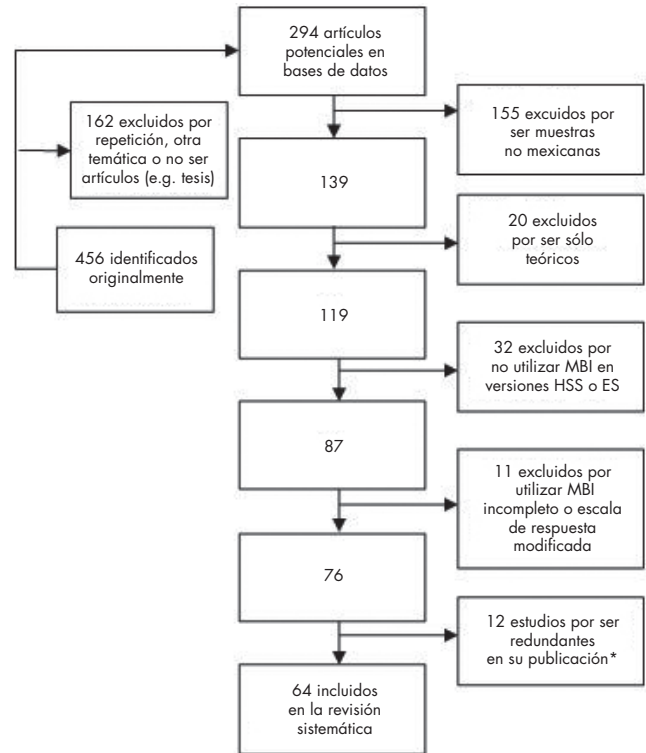 294 artículos
potenciales en
bases de datos
162 excluidos por
repetición, otra
temática o no ser
artículos (e.g. tesis)
155 excuidos por
ser muestras
no mexicanas
139
456 identificados
originalmente
20 excluidos
por ser sólo
teóricos
119
32 excluidos por
no utilizar MBI en
versiones HSS o ES
87
11 excluidos por
utilizar MBI
incompleto o escala
de respuesta
modificada
76
12 estudios por ser
redundantes
en su publicación*
64 incluidos
en la revisión
sistemática